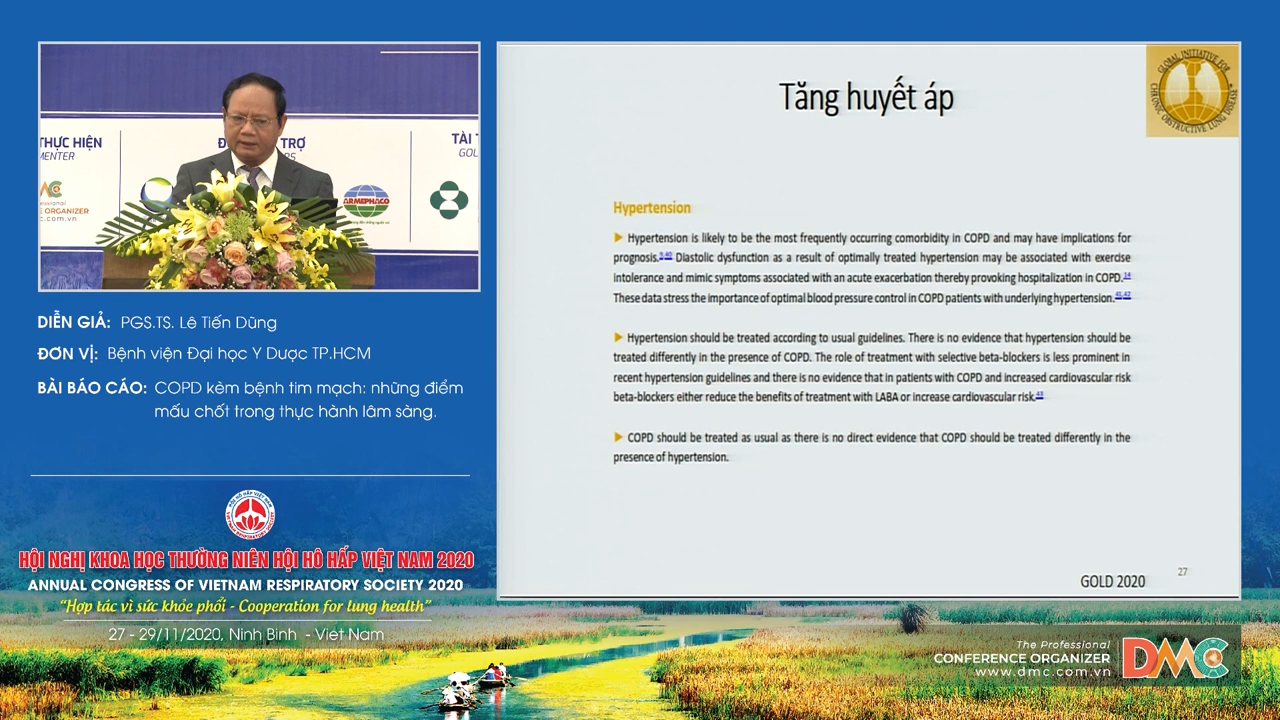 THỰC HIỆN
MENTER
TRỢ
TÀI
ORGANIZER
ARMEPHACO
DIỄN GIẢ: PGS.TS. Lê Tiến Dũng
ĐƠN VỊ: Bệnh viện Đại học Y Dược TP.HCM
BÀI BÁO CÁO: COPD kèm bệnh tim mạch: những điểm
mấu chốt trong thực hành lâm sàng.
HỘI NGHỊ KHOA HỌC THƯỜNG NIÊN HỘI HÔ HẤP VIỆT NAM 2020
ANNUAL CONGRESS OF VIETNAM RESPIRATORY SOCIETY 2020
“Hợp tác vì sức khỏe phổi - Cooperation for lung health”
27 - 29/11/2020, Ninh Bình - Việt Nam
Tăng huyết áp
GLOBAL INITIATIVE FOR
CHRONIC OBSTRUCTIVE LUNG DISEASE
Hypertension
▶ Hypertension is likely to be the most frequently occurring comorbidity in COPD and may have implications for
prognosis.9,40 Diastolic dysfunction as a result of optimally treated hypertension may be associated with exercise
intolerance and mimic symptoms associated with an acute exacerbation thereby provoking hospitalization in COPD.14
These data stress the importance of optimal blood pressure control in COPD patients with underlying hypertension.41,42
▶ Hypertension should be treated according to usual guidelines. There is no evidence that hypertension should be
treated differently in the presence of COPD. The role of treatment with selective beta-blockers is less prominent in
recent hypertension guidelines and there is no evidence that in patients with COPD and increased cardiovascular risk
beta-blockers either reduce the benefits of treatment with LABA or increase cardiovascular risk.43
▶ COPD should be treated as usual as there is no direct evidence that COPD should be treated differently in the
presence of hypertension.
GOLD 2020
27
The Professional
CONFERENCE ORGANIZER
www.dmc.com.vn
DMC